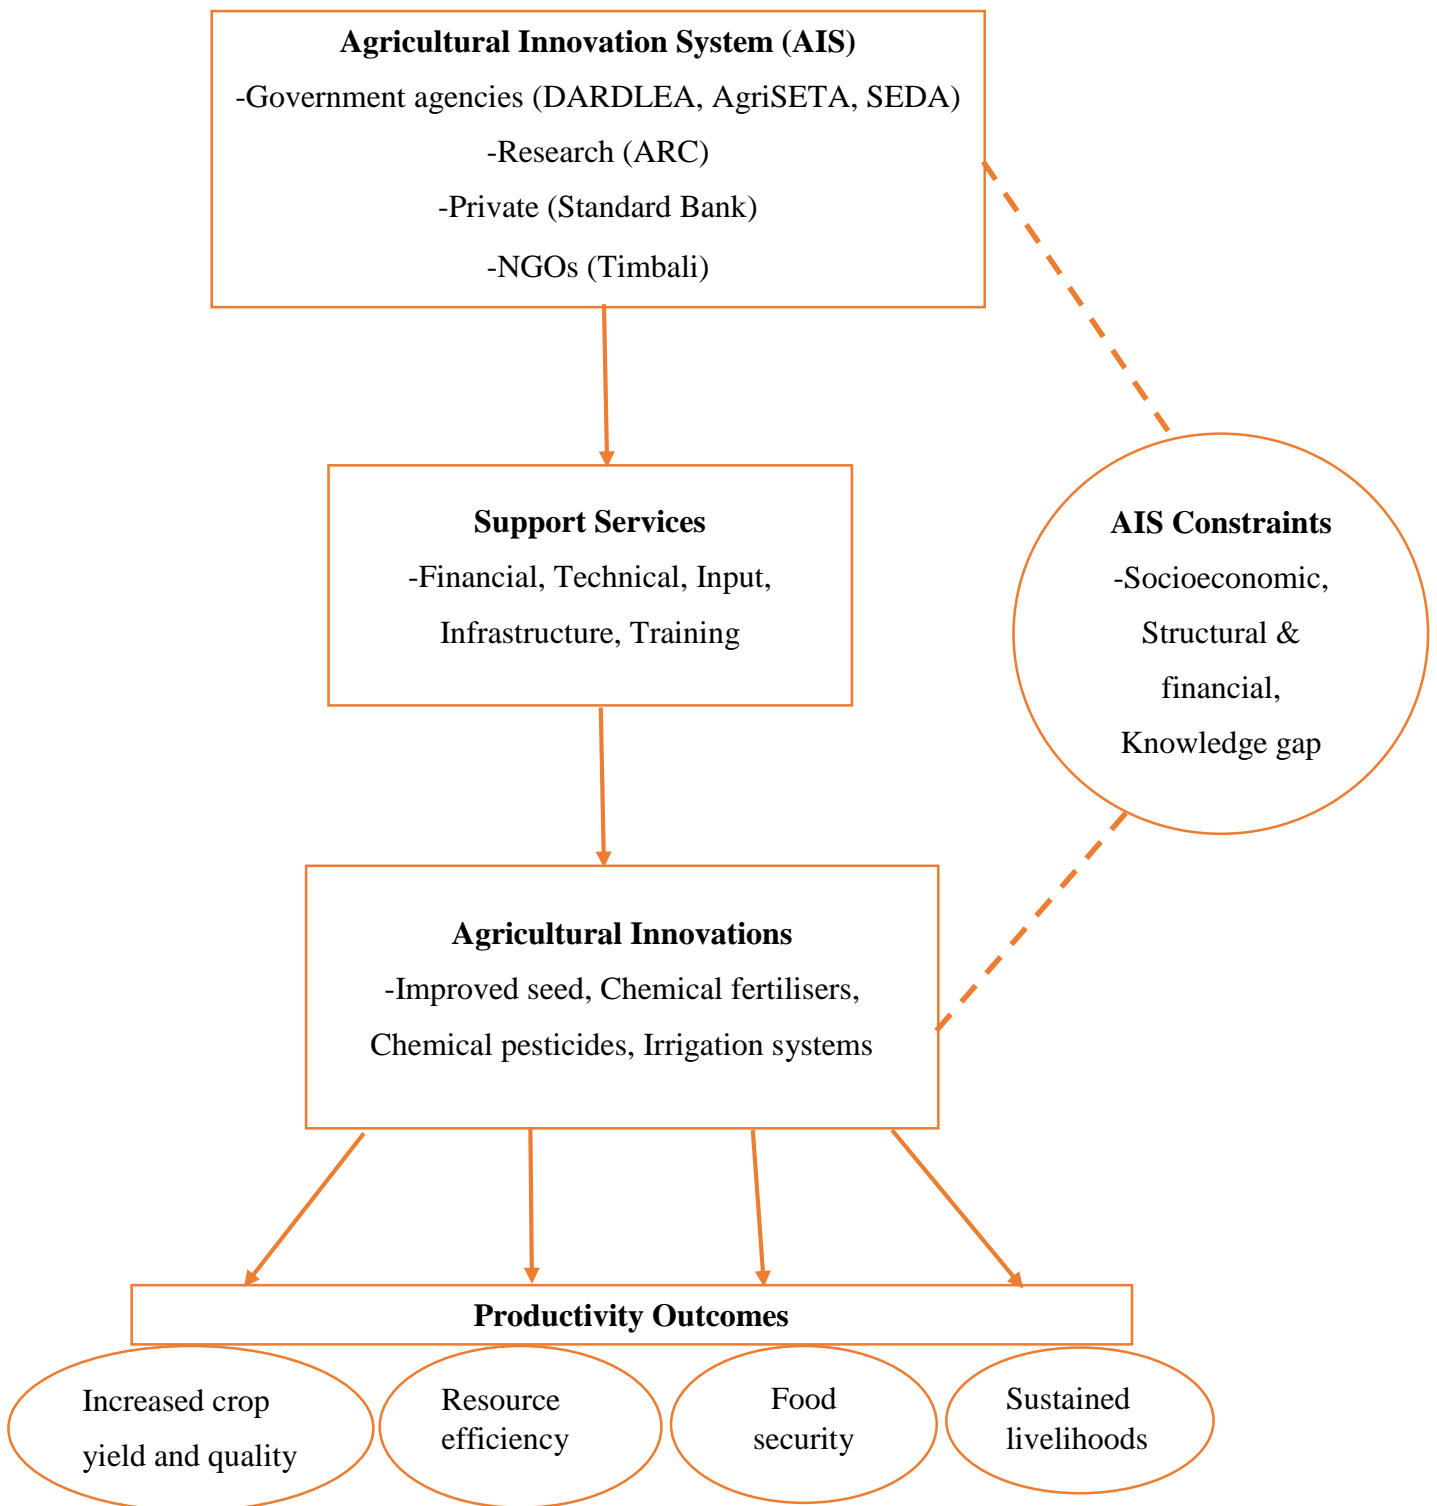 Agricultural Innovation System (AIS)
-Government agencies (DARDLEA, AgriSETA, SEDA)
-Research (ARC)
-Private (Standard Bank)
-NGOs (Timbali)
Support Services
-Financial, Technical, Input,
Infrastructure, Training
AIS Constraints
-Socioeconomic,
Structural &
financial,
Knowledge gap
Agricultural Innovations
-Improved seed, Chemical fertilisers,
Chemical pesticides, Irrigation systems
Productivity Outcomes
Increased crop
yield and quality
Resource
efficiency
Food
security
Sustained
livelihoods